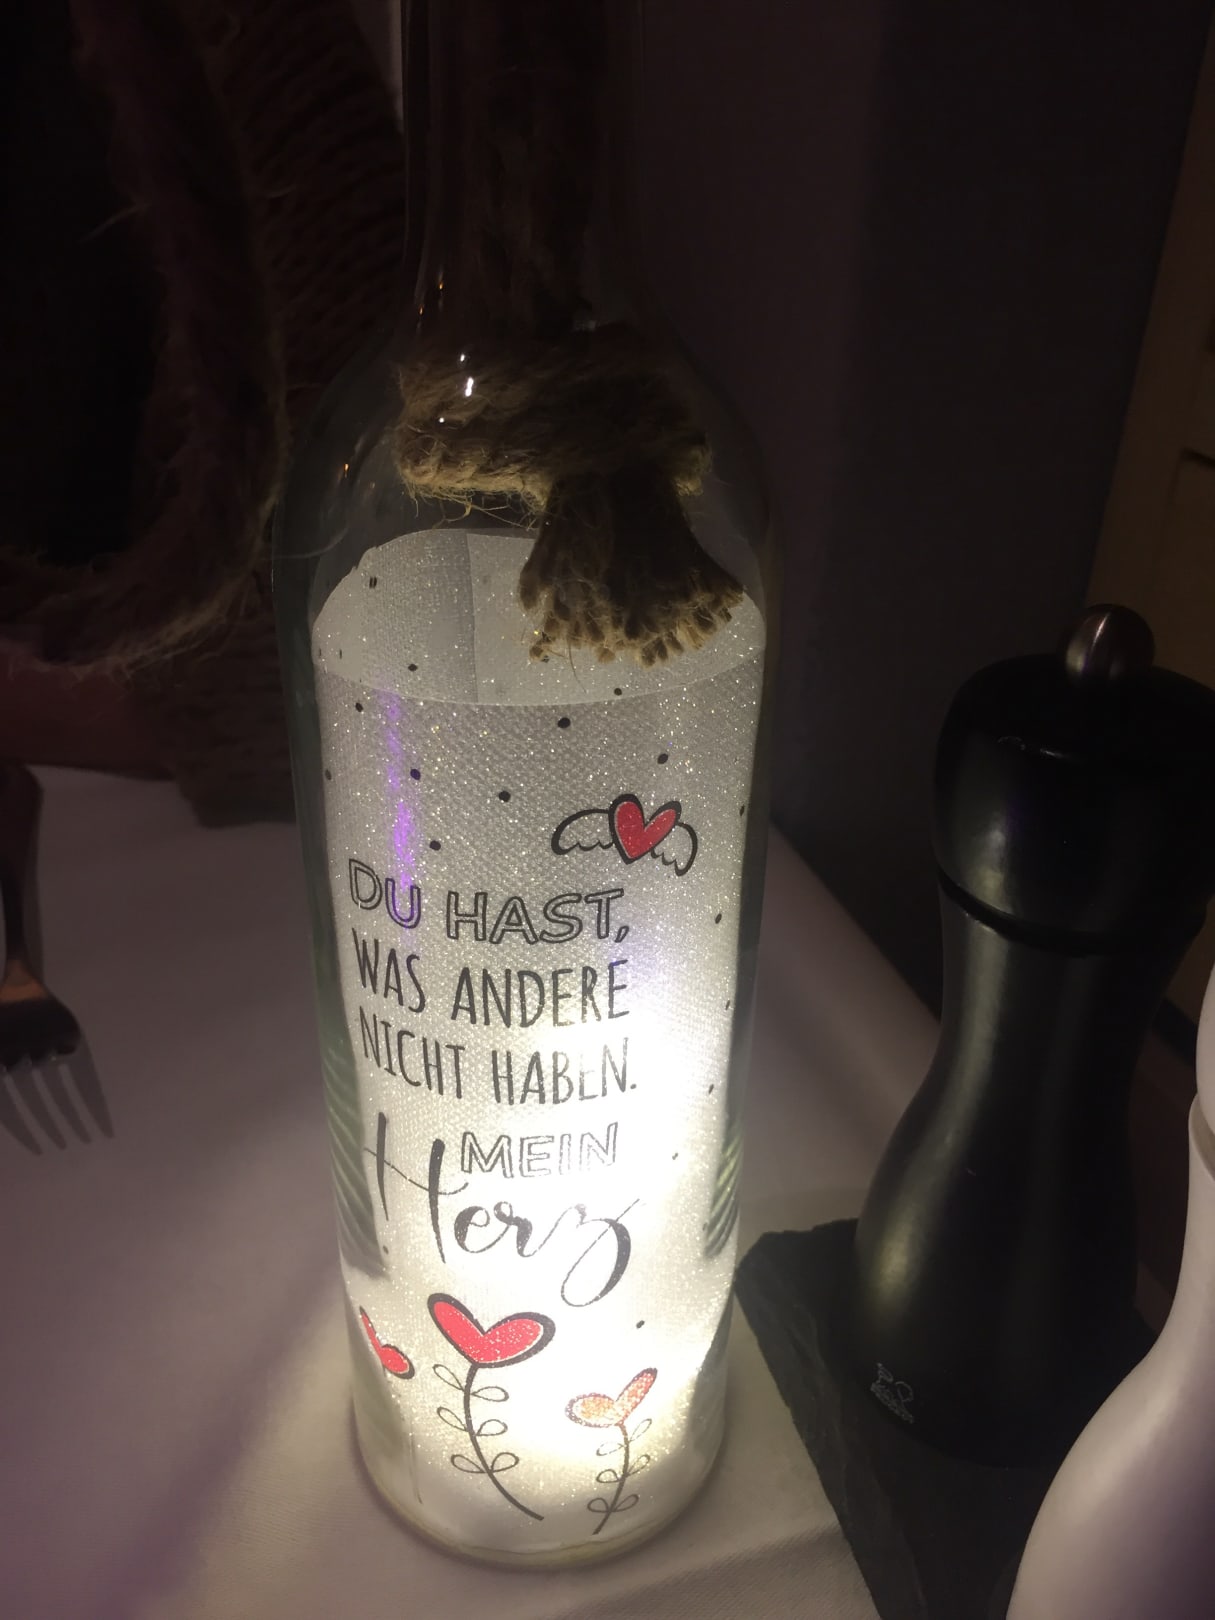 DU HAST,
WAS ANDERE
NICHT HABEN.
MEIN
Herz